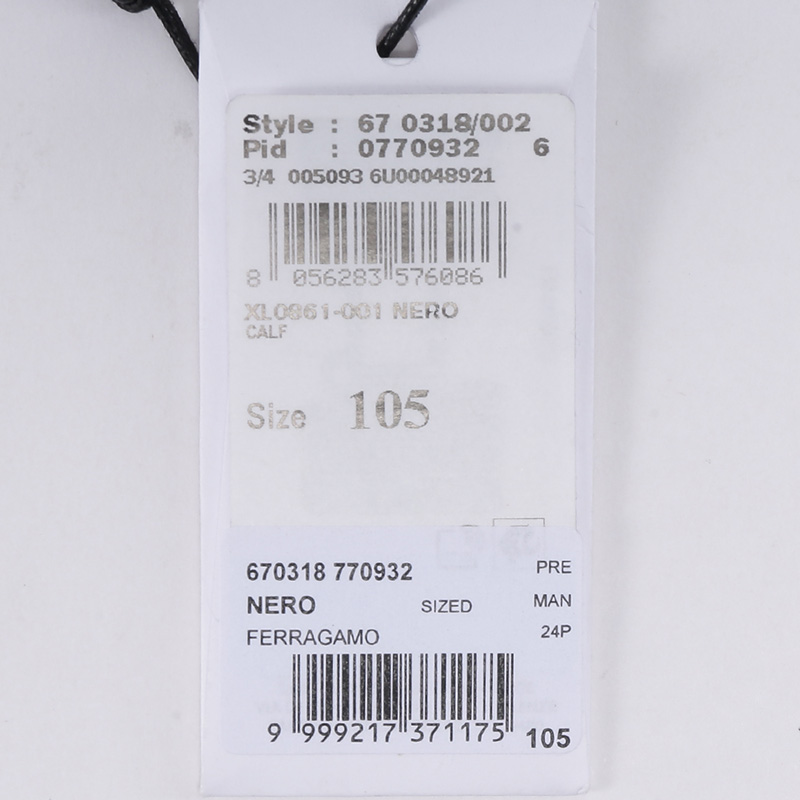 Style : 67 0318/002
Pid : 0770932 6
3/4 005093 6U00048921
8 056283 576086
XL0961-001 NERO
CALF
Size 105
670318 770932 PRE
NERO SIZED MAN
FERRAGAMO 24P
9 999217 371175 105